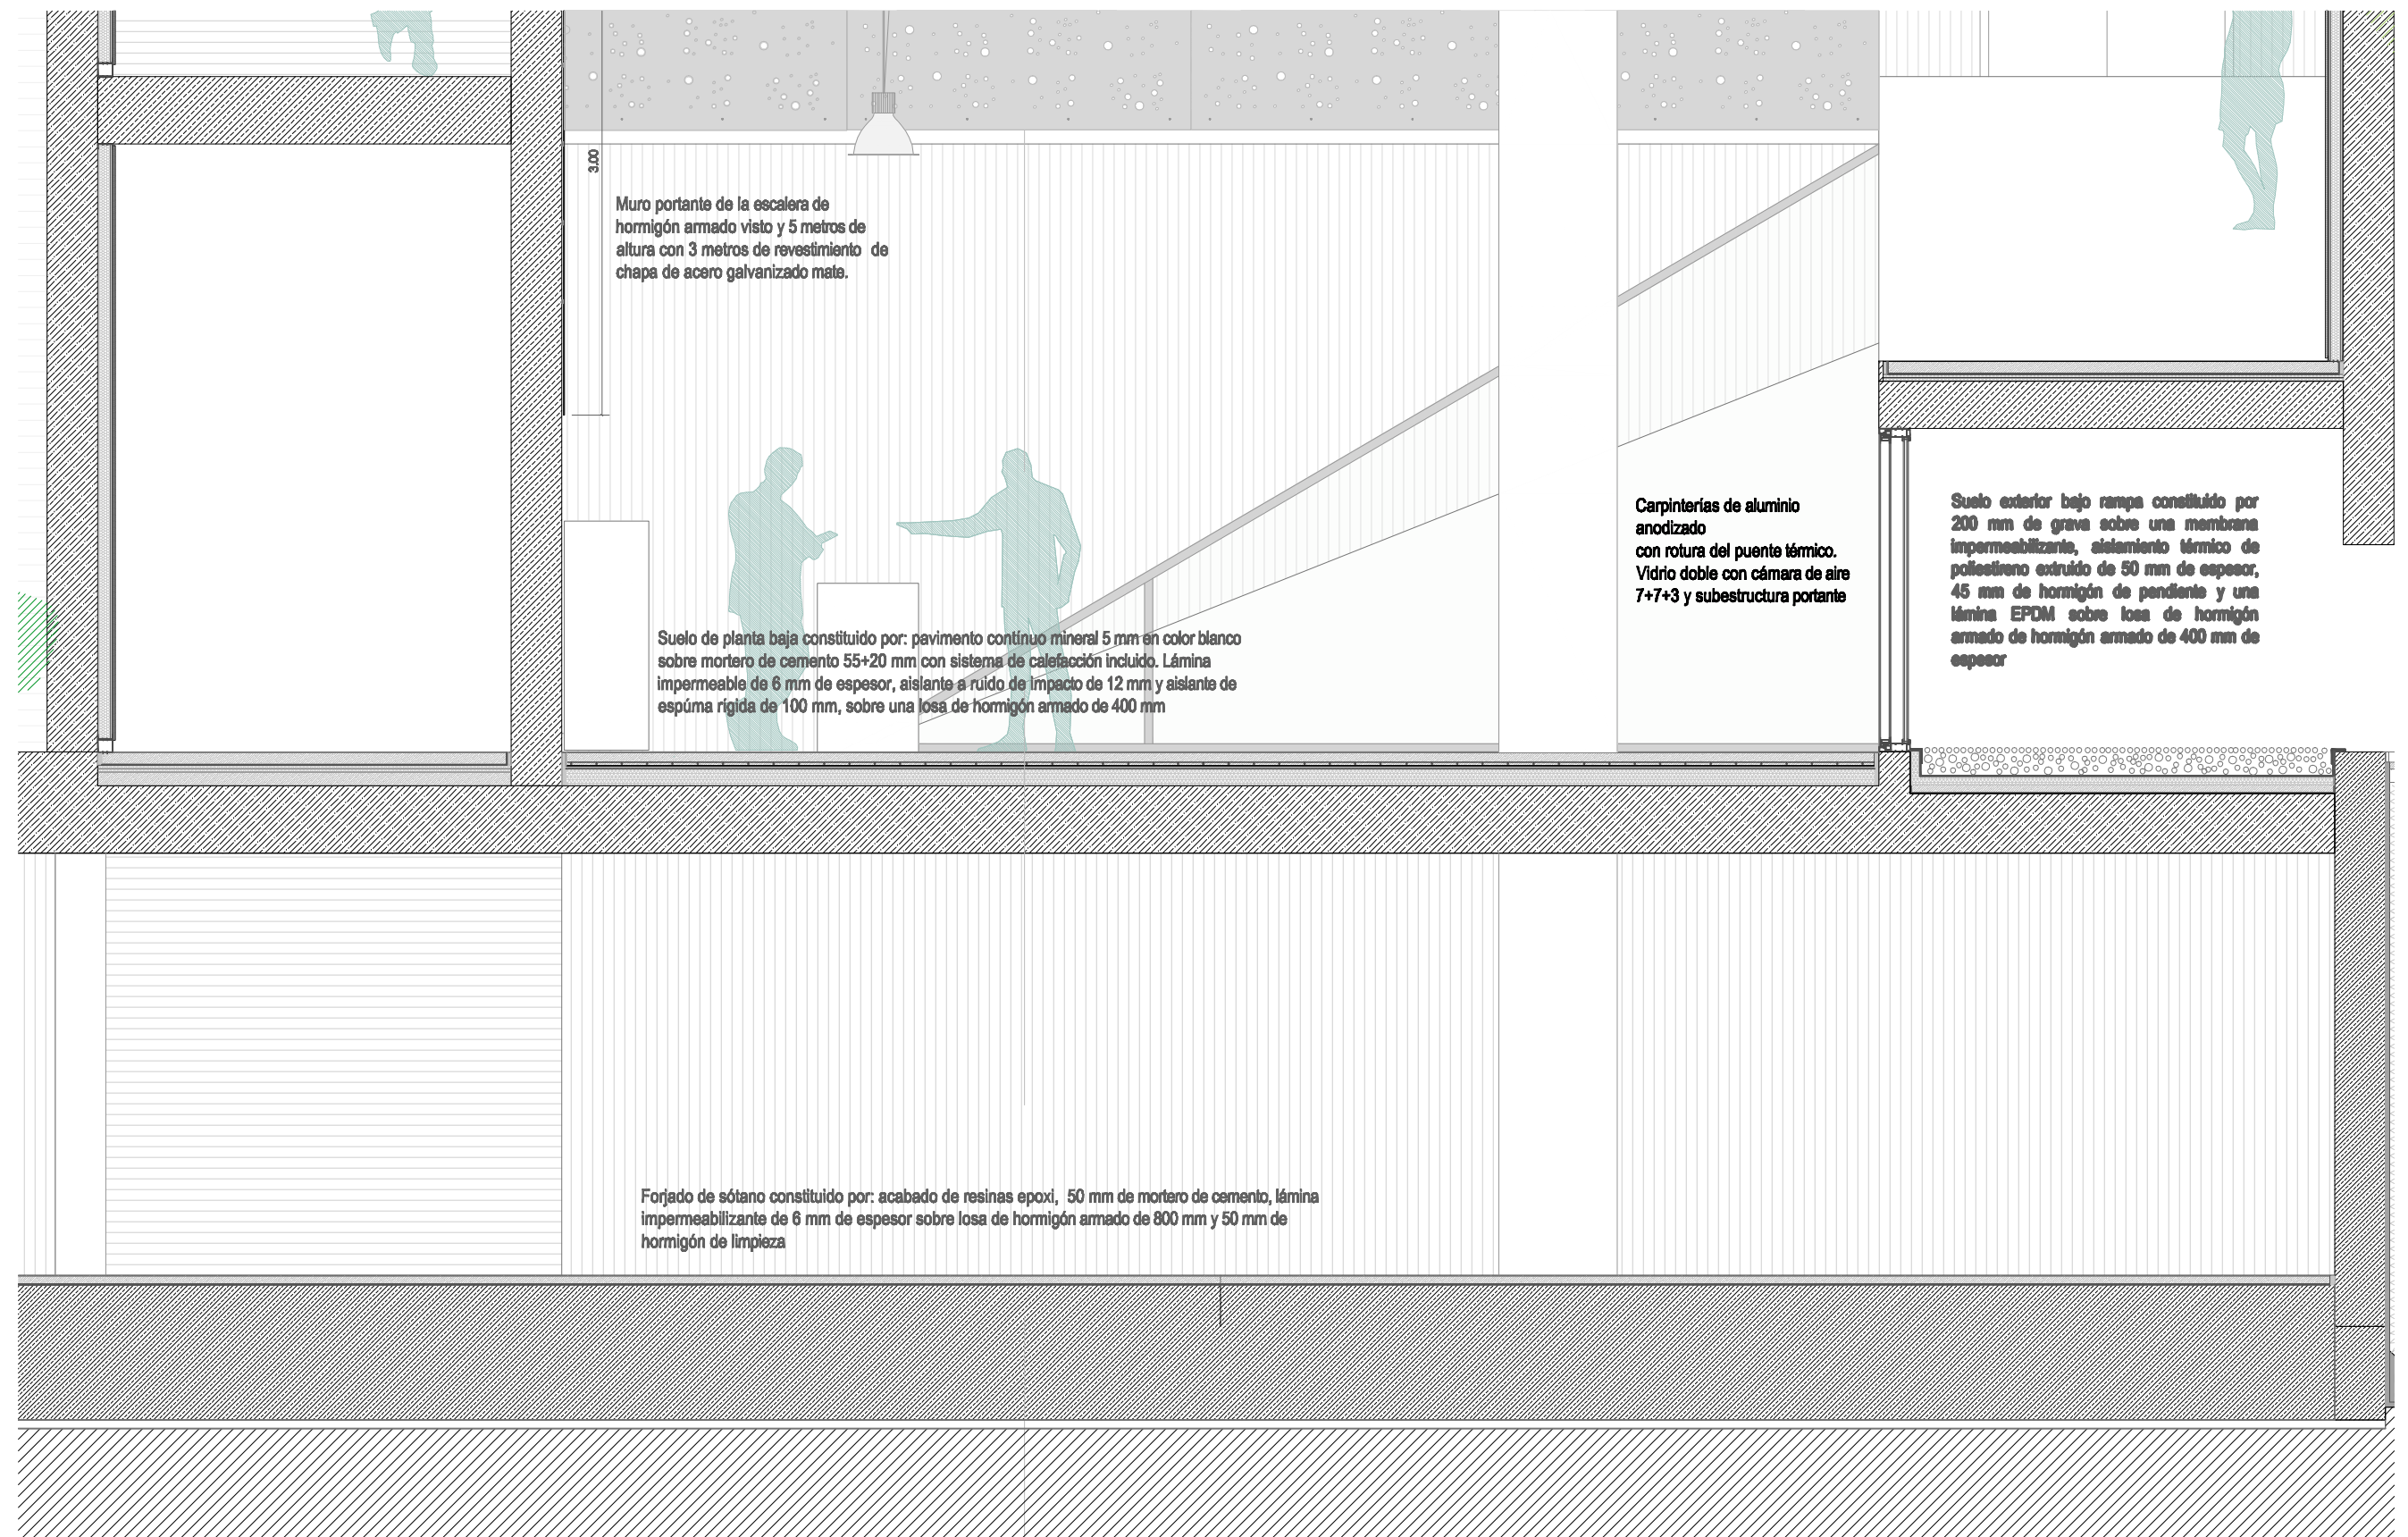 3.00
Muro portante de la escalera de
hormigón armado visto y 5 metros de
altura con 3 metros de revestimiento de
chapa de acero galvanizado mate.
Carpinterías de aluminio
anodizado
con rotura del puente térmico.
Vidrio doble con cámara de aire
7+7+3 y subestructura portante
Suelo exterior bajo rampa constituido por
200 mm de grava sobre una membrana
impermeabilizante, aislamiento térmico de
poliestireno extruido de 50 mm de espesor,
45 mm de hormigón de pendiente y una
lámina EPDM sobre losa de hormigón
armado de hormigón armado de 400 mm de
espesor
Suelo de planta baja constituido por: pavimento contínuo mineral 5 mm en color blanco
sobre mortero de cemento 55+20 mm con sistema de calefacción incluido. Lámina
impermeable de 6 mm de espesor, aislante a ruido de impacto de 12 mm y aislante de
espúma rígida de 100 mm, sobre una losa de hormigón armado de 400 mm
Forjado de sótano constituido por: acabado de resinas epoxi, 50 mm de mortero de cemento, lámina
impermeabilizante de 6 mm de espesor sobre losa de hormigón armado de 800 mm y 50 mm de
hormigón de limpieza